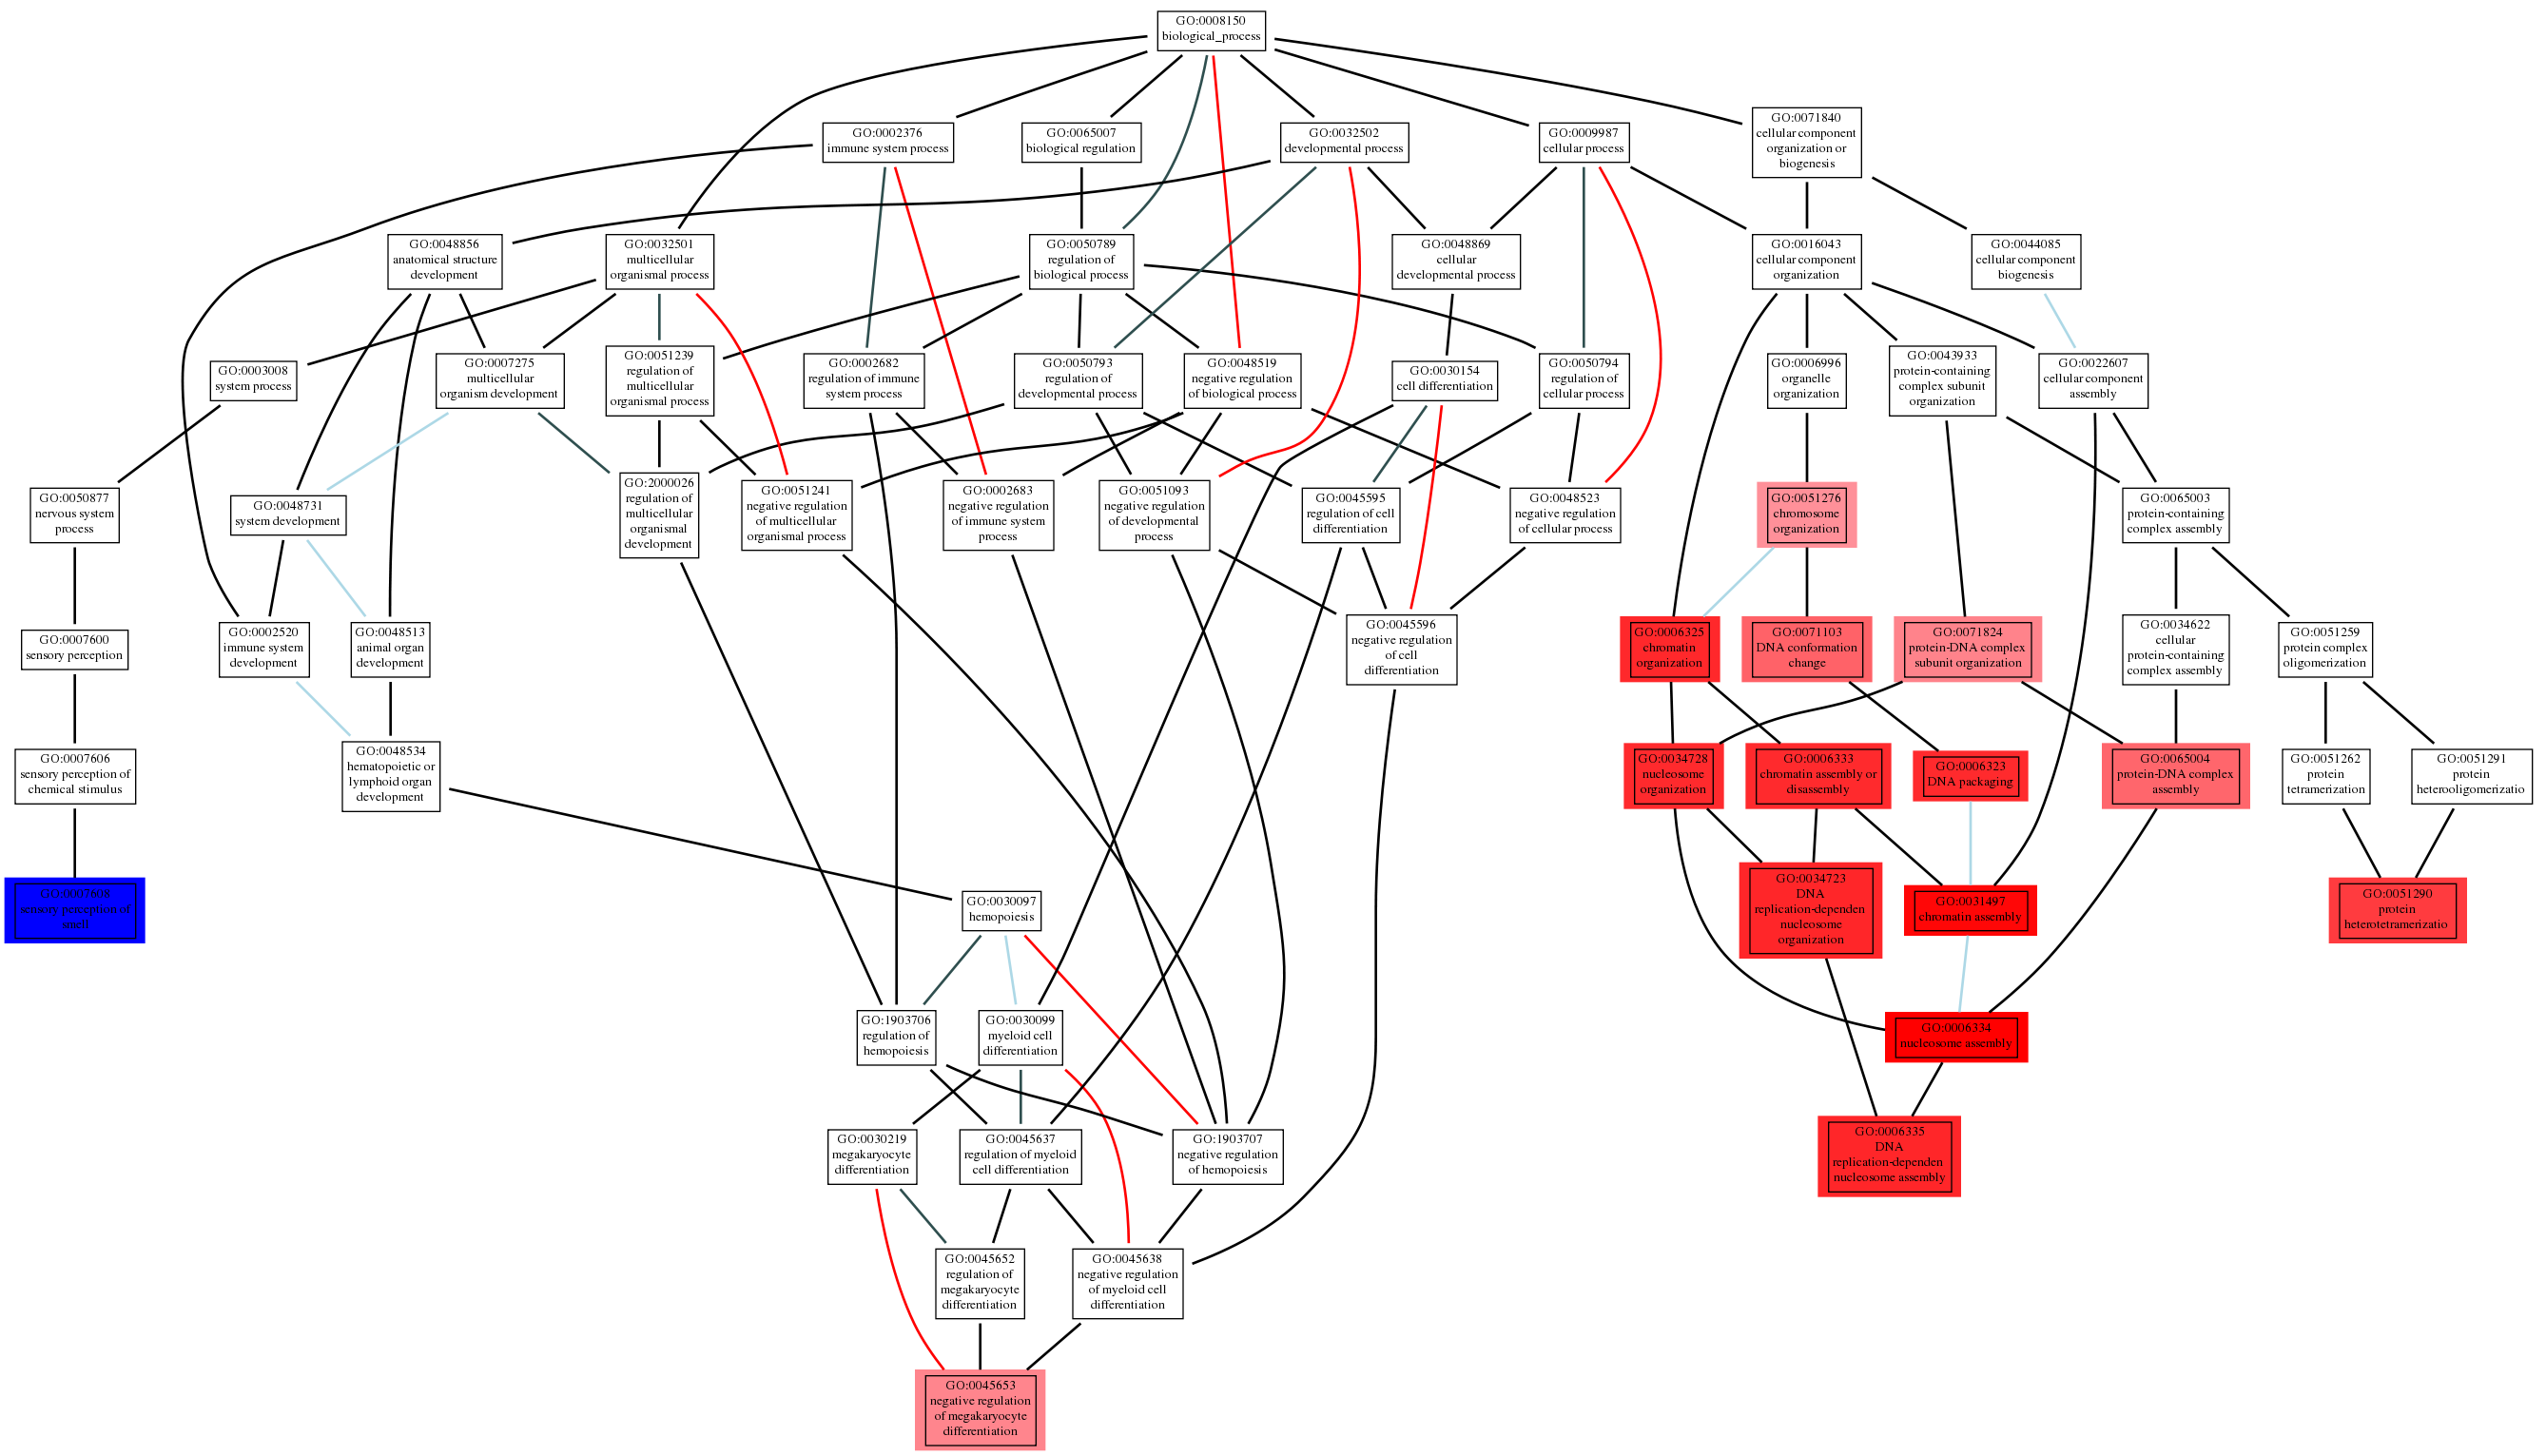 GO:0008150
biological_process
GO:0002376
immune system process
GO:0065007
biological regulation
GO:0032502
developmental process
GO:0009987
cellular process
GO:0071840
cellular component
organization or
biogenesis
GO:0048856
anatomical structure
development
GO:0032501
multicellular
organismal process
GO:0050789
regulation of
biological process
GO:0048869
cellular
developmental process
GO:0016043
cellular component
organization
GO:0044085
cellular component
biogenesis
GO:0003008
system process
GO:0007275
multicellular
organism development
GO:0051239
regulation of
multicellular
organismal process
GO:0002682
regulation of immune
system process
GO:0050793
regulation of
developmental process
GO:0048519
negative regulation
of biological process
GO:0030154
cell differentiation
GO:0050794
regulation of
cellular process
GO:0006996
organelle
organization
GO:0043933
protein-containing
complex subunit
organization
GO:0022607
cellular component
assembly
GO:0050877
nervous system
process
GO:0048731
system development
GO:2000026
regulation of
multicellular
organismal
development
GO:0051241
negative regulation
of multicellular
organismal process
GO:0002683
negative regulation
of immune system
process
GO:0051093
negative regulation
of developmental
process
GO:0045595
regulation of cell
differentiation
GO:0048523
negative regulation
of cellular process
GO:0051276
chromosome
organization
GO:0065003
protein-containing
complex assembly
GO:0007600
sensory perception
GO:0002520
immune system
development
GO:0048513
animal organ
development
GO:0045596
negative regulation
of cell
differentiation
GO:0006325
chromatin
organization
GO:0071103
DNA conformation
change
GO:0071824
protein-DNA complex
subunit organization
GO:0034622
cellular
protein-containing
complex assembly
GO:0051259
protein complex
oligomerization
GO:0007606
sensory perception of
chemical stimulus
GO:0048534
hematopoietic or
lymphoid organ
development
GO:0034728
nucleosome
organization
GO:0006333
chromatin assembly or
disassembly
GO:0006323
DNA packaging
GO:0065004
protein-DNA complex
assembly
GO:0051262
protein
tetramerization
GO:0051291
protein
heterooligomerizatio
GO:0007608
sensory perception of
smell
GO:0030097
hemopoiesis
GO:0034723
DNA
replication-dependen
nucleosome
organization
GO:0031497
chromatin assembly
GO:0051290
protein
heterotetramerizatio
GO:1903706
regulation of
hemopoiesis
GO:0030099
myeloid cell
differentiation
GO:0006334
nucleosome assembly
GO:0030219
megakaryocyte
differentiation
GO:0045637
regulation of myeloid
cell differentiation
GO:1903707
negative regulation
of hemopoiesis
GO:0006335
DNA
replication-dependen
nucleosome assembly
GO:0045652
regulation of
megakaryocyte
differentiation
GO:0045638
negative regulation
of myeloid cell
differentiation
GO:0045653
negative regulation
of megakaryocyte
differentiation